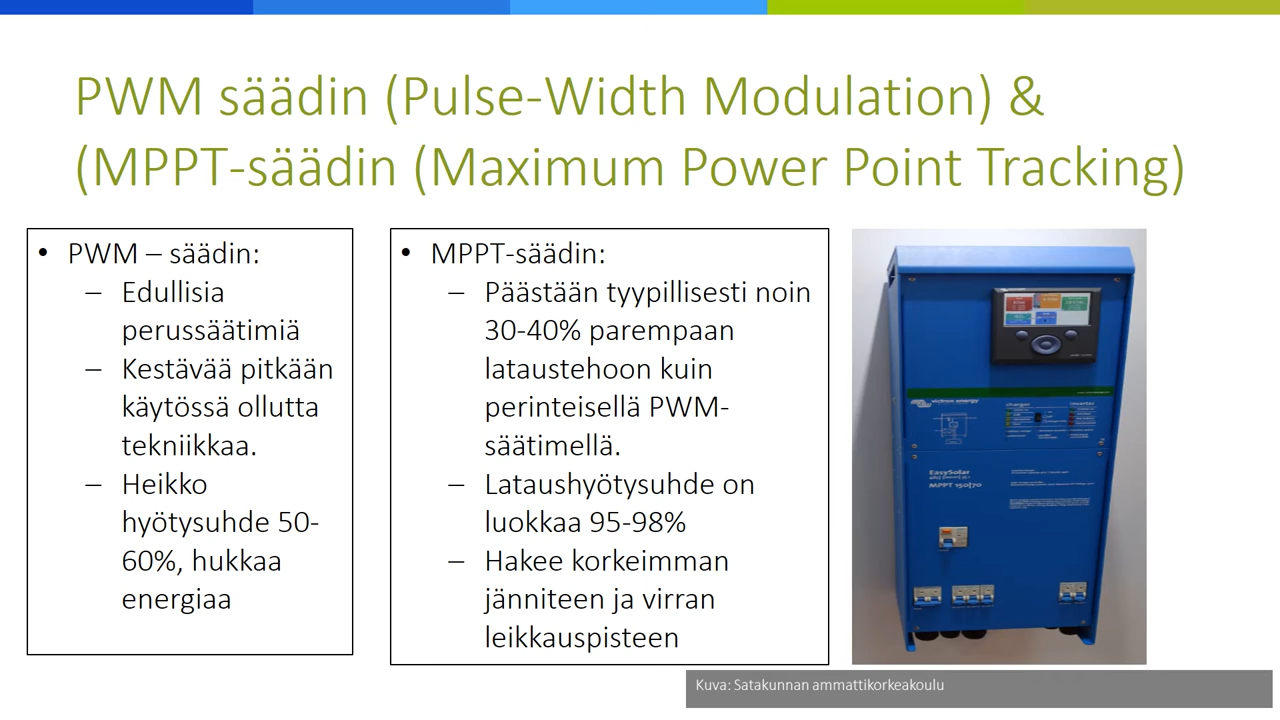 PWM säädin (Pulse-Width Modulation) &
(MPPT-säädin (Maximum Power Point Tracking)
• PWM – säädin:
– Edullisia
perussäätimiä
– Kestävää pitkään
käytössä ollutta
tekniikkaa.
– Heikko
hyötysuhde 50-
60%, hukkaa
energiaa
• MPPT-säädin:
– Päästään tyypillisesti noin
30-40% parempaan
lataustehoon kuin
perinteisellä PWM-
säätimellä.
– Lataushyötysuhde on
luokkaa 95-98%
– Hakee korkeimman
jänniteen ja virran
leikkauspisteen
victron energy
charger
inverter
EasySolar
MPPT 150|70
Kuva: Satakunnan ammattikorkeakoulu